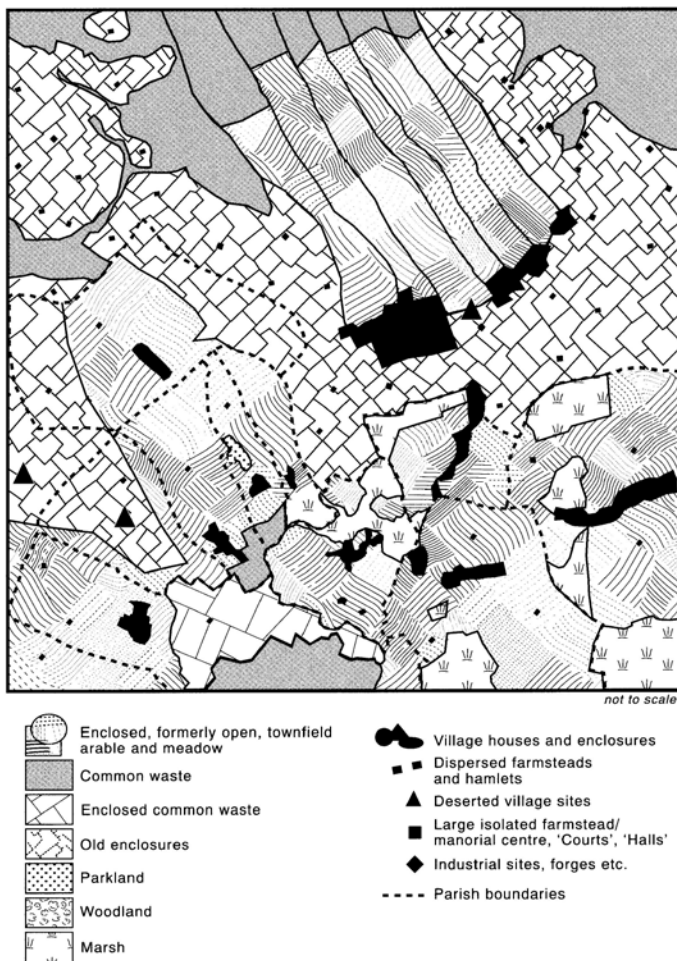 not to scale
Enclosed, formerly open, townfield
arable and meadow
Common waste
Enclosed common waste
Old enclosures
Parkland
Woodland
Marsh
Village houses and enclosures
Dispersed farmsteads
and hamlets
Deserted village sites
Large isolated farmstead/
manorial centre, 'Courts', 'Halls'
Industrial sites, forges etc.
Parish boundaries